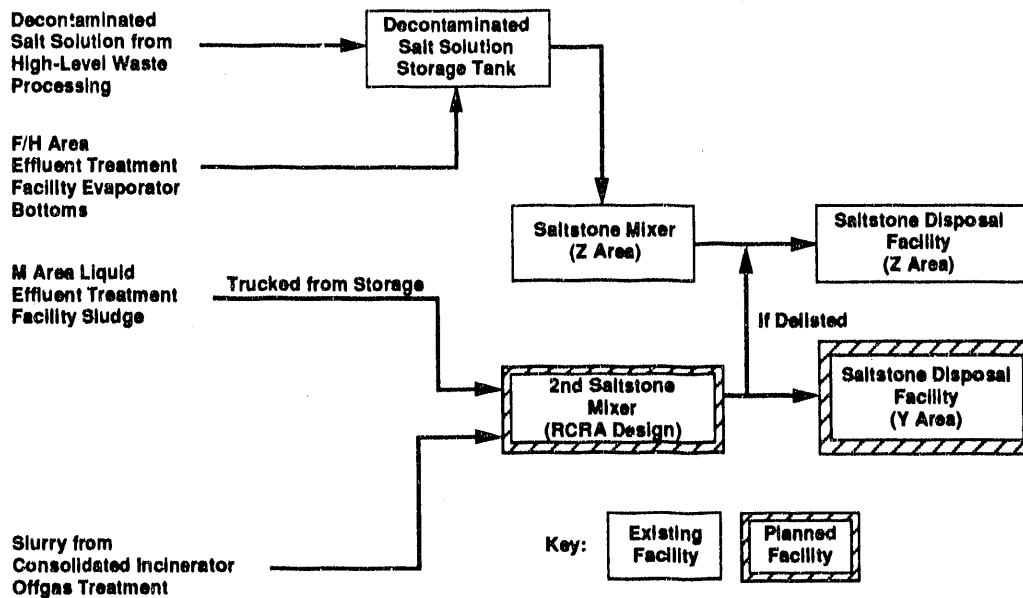 Decontaminated
Salt Solution from
High-Level Waste
Processing
Decontaminated
Salt Solution
Storage Tank
F/H Area
Effluent Treatment
Facility Evaporator
Bottoms
Saltstone Mixer
(Z Area)
Saltstone Disposal
Facility
(Z Area)
M Area Liquid
Effluent Treatment
Facility Sludge
Trucked from Storage
If Delisted
2nd Saltstone
Mixer
(RCRA Design)
Saltstone Disposal
Facility
(Y Area)
Slurry from
Consolidated Incinerator
Offgas Treatment
Key:
Existing
Facility
Planned
Facility